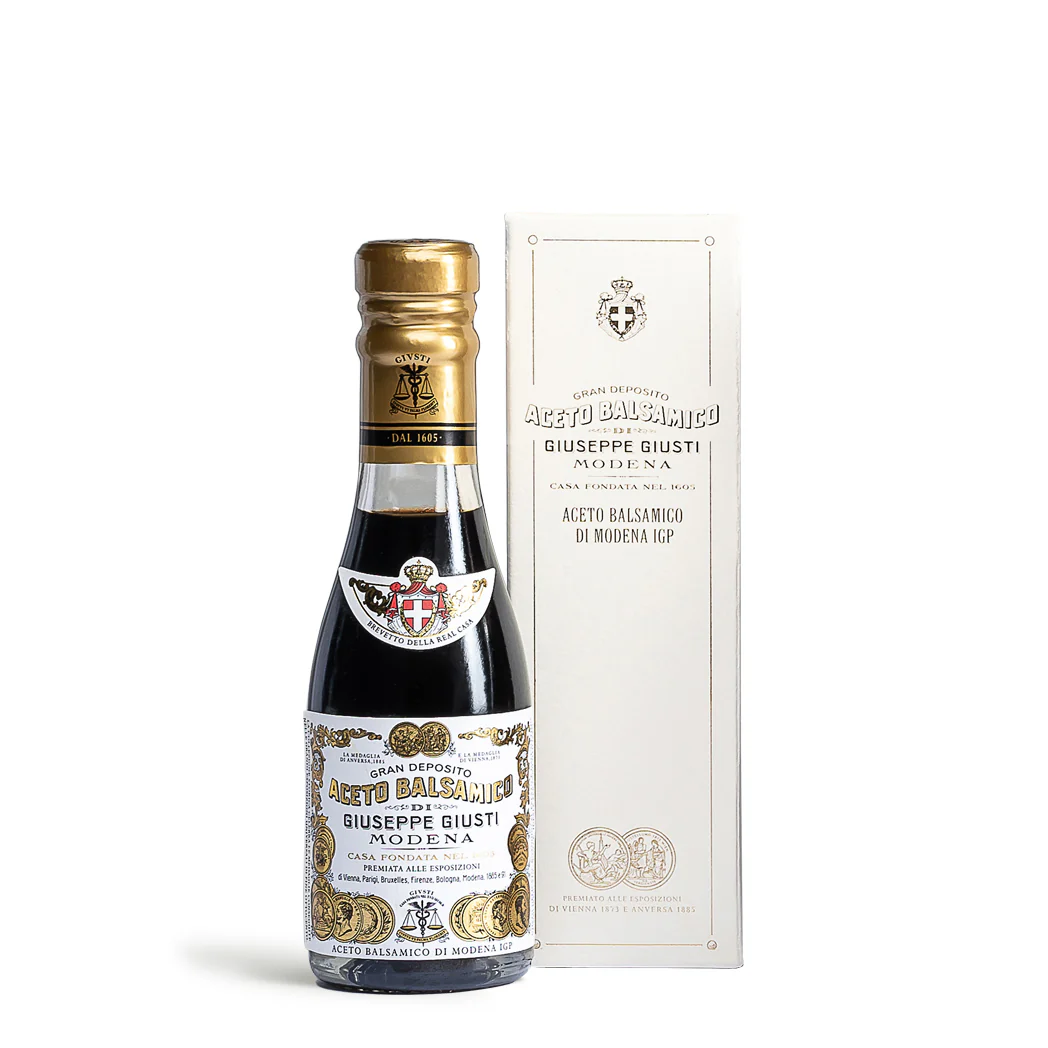 GIVSTI
· DAL 1605 ·
BREVETTO DELLA REAL CASA
LA MEDAGLIA
DI ANVERSA,1885
E LA MEDAGLIA
DI VIENNA,1873
GRAN DEPOSITO
ACETO BALSAMICO
DI
GIUSEPPE GIUSTI
MODENA
CASA FONDATA NEL 1605
PREMIATA ALLE ESPOSIZIONI
di Vienna, Parigi, Bruxelles, Firenze, Bologna, Modena, 1863 e
GIVSTI
ACETO BALSAMICO DI MODENA IGP
GRAN DEPOSITO
ACETO BALSAMICO
DI
GIUSEPPE GIUSTI
MODENA
CASA FONDATA NEL 1605
ACETO BALSAMICO
DI MODENA IGP
PREMIATO ALLE ESPOSIZIONI
DI VIENNA 1873 E ANVERSA 1885